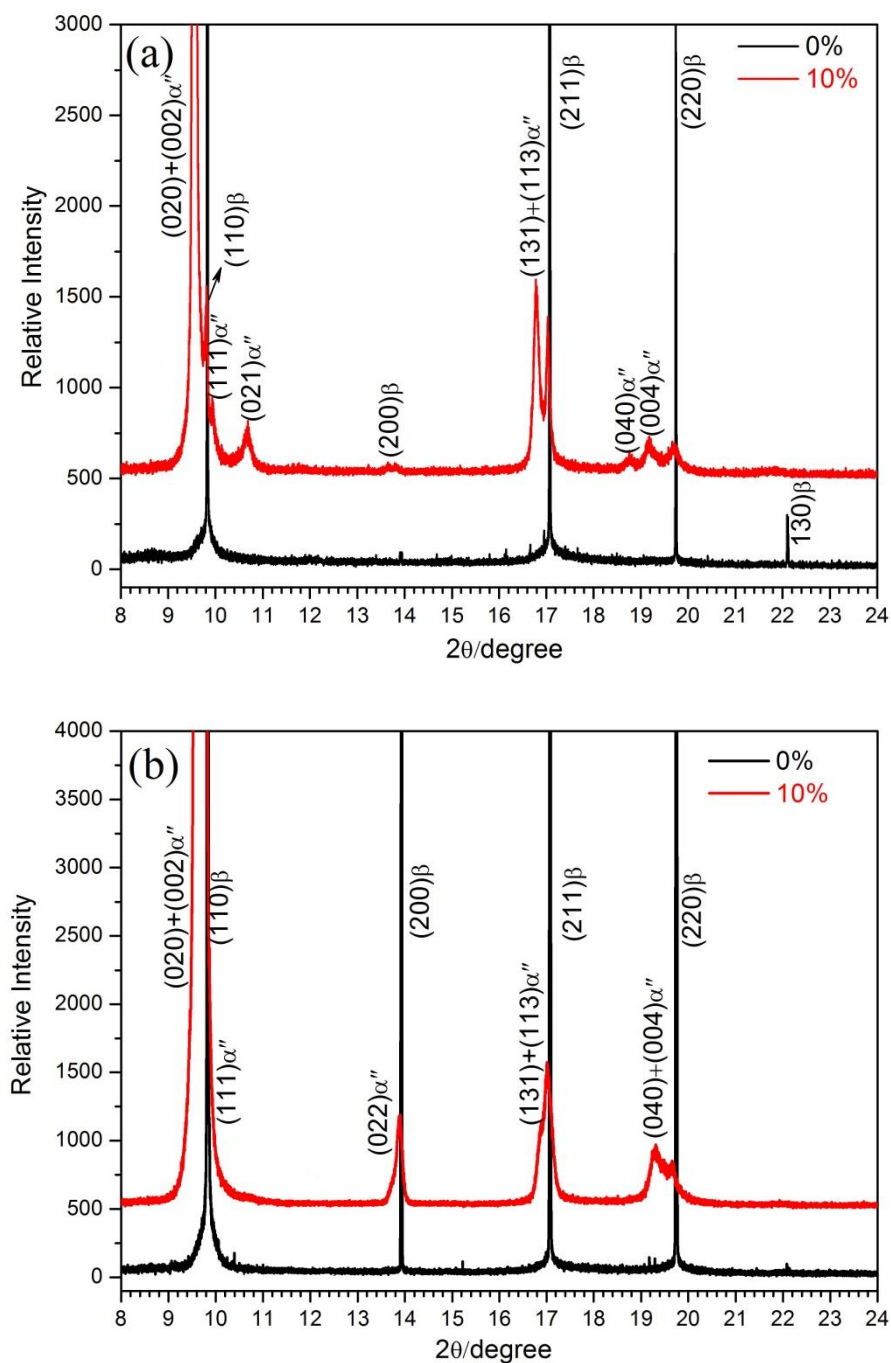 (a)
0%
10%
3000
2500
2000
1500
1000
500
0
Relative Intensity
(020)+(002)α″
(110)β
(111)α″
(021)α″
(200)β
(131)+(113)α″
(211)β
(040)α″
(004)α″
(220)β
130)β
8 9 10 11 12 13 14 15 16 17 18 19 20 21 22 23 24
2θ/degree
(b)
0%
10%
4000
3500
3000
2500
2000
1500
1000
500
0
Relative Intensity
(020)+(002)α″
(110)β
(111)α″
(022)α″
(200)β
(131)+(113)α″
(211)β
(040)+(004)α″
(220)β
8 9 10 11 12 13 14 15 16 17 18 19 20 21 22 23 24
2θ/degree